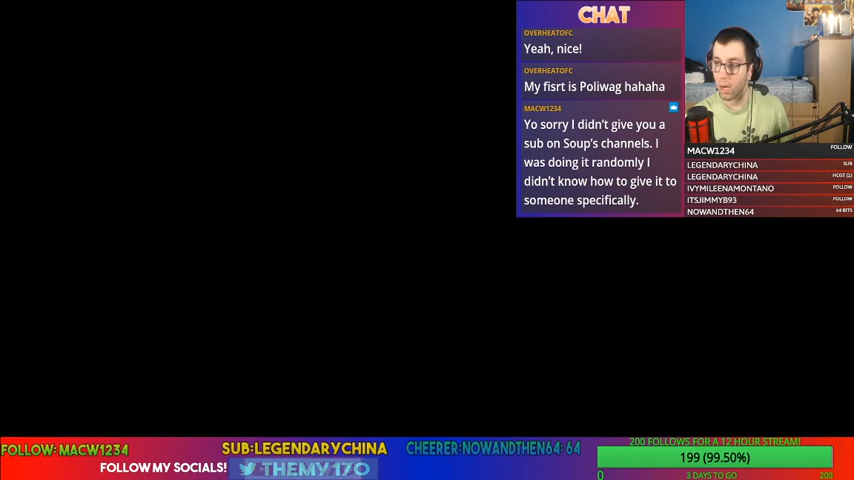 CHAT
OVERHEATOFC
Yeah, nice!
OVERHEATOFC
My fisrt is Poliwag hahaha
MACW1234
Yo sorry I didn't give you a
sub on Soup's channels. I
was doing it randomly I
didn't know how to give it to
someone specifically.
MACW1234 FOLLOW
LEGENDARYCHINA SUB
LEGENDARYCHINA HOST (2)
IVYMILEENAMONTANO FOLLOW
ITSJIMMYB93 FOLLOW
NOWANDTHEN64 64 BITS
FOLLOW: MACW1234 SUB:LEGENDARYCHINA CHEERER:NOWANDTHEN64: 64
FOLLOW MY SOCIALS! THEMY170
200 FOLLOWS FOR A 12 HOUR STREAM!
199 (99.50%)
0 3 DAYS TO GO 200